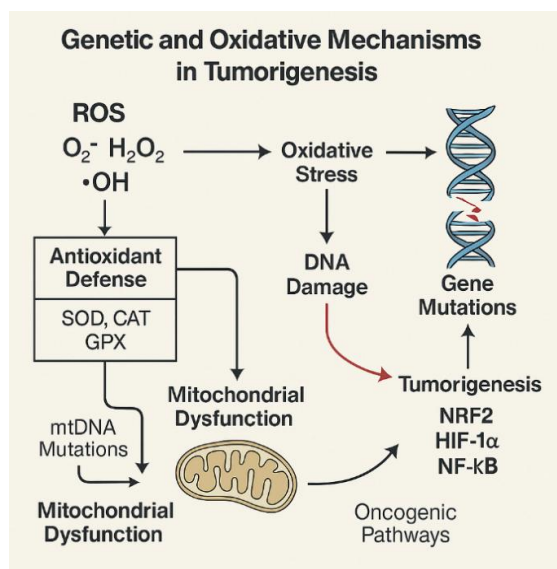 Genetic and Oxidative Mechanisms
in Tumorigenesis
ROS
O₂⁻ H₂O₂
•OH
Oxidative
Stress
Antioxidant
Defense
SOD, CAT
GPX
DNA
Damage
Gene
Mutations
Mitochondrial
Dysfunction
Tumorigenesis
NRF2
HIF-1α
NF-kB
mtDNA
Mutations
Mitochondrial
Dysfunction
Oncogenic
Pathways